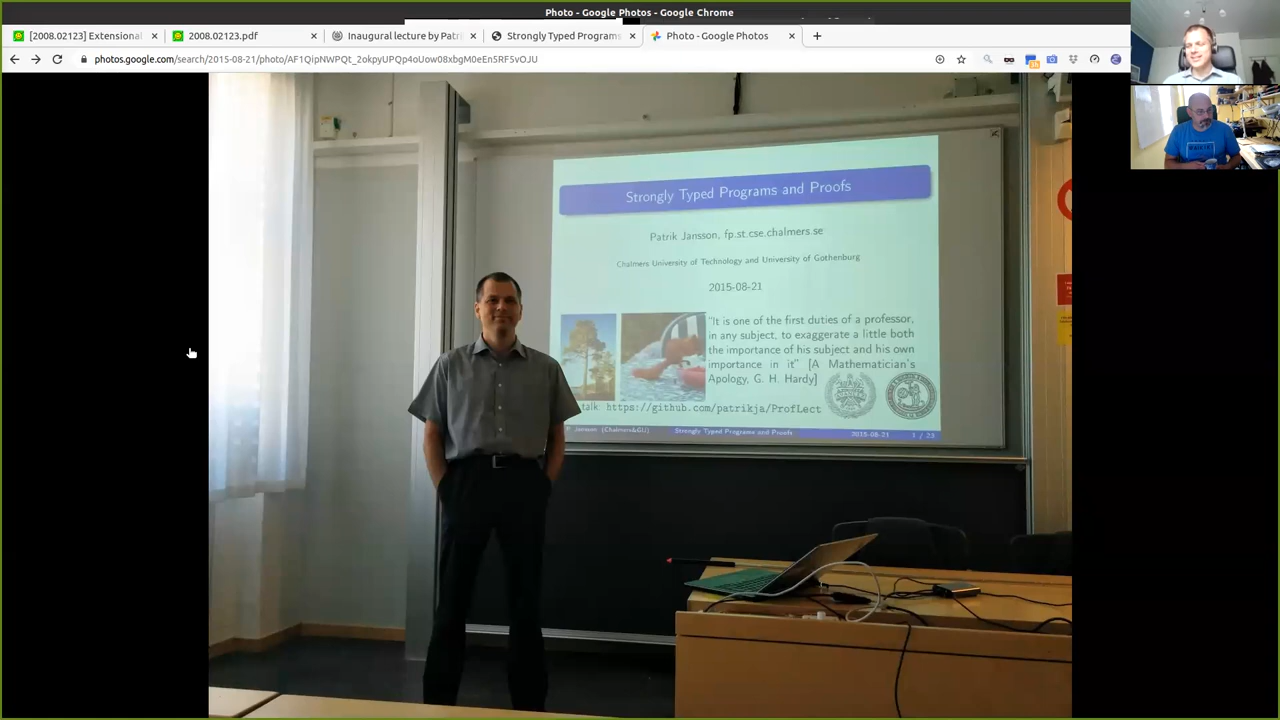 Photo - Google Photos - Google Chrome
[2008.02123] Extensiona
2008.02123.pdf
Inaugural lecture by Patri
Strongly Typed Programs
Photo - Google Photos
photos.google.com/search/2015-08-21/photo/
Strongly Typed Programs and Proofs
Patrik Jansson, fp.st.cse.chalmers.se
Chalmers University of Technology and University of Gothenburg
2015-08-21
"It is one of the first duties of a professor,
in any subject, to exaggerate a little both
the importance of his subject and his own
importance in it" [A Mathematician's
Apology, G. H. Hardy]
talk: https://github.com/patrikja/ProfLect
P. Jansson (Chalmers&GU)
Strongly Typed Programs and Proofs
2015-08-21
1 / 23